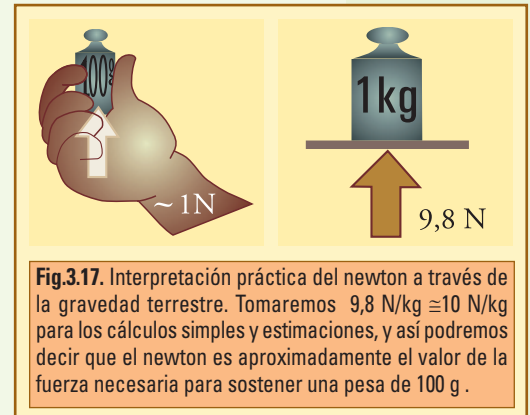 100g
~ 1N
1kg
9,8 N
Fig.3.17. Interpretación práctica del newton a través de
la gravedad terrestre. Tomaremos 9,8 N/kg ≅10 N/kg
para los cálculos simples y estimaciones, y así podremos
decir que el newton es aproximadamente el valor de la
fuerza necesaria para sostener una pesa de 100 g .